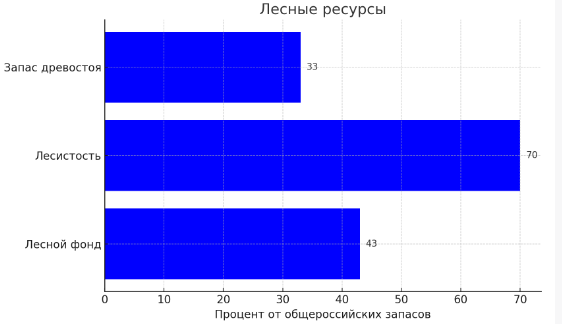 Лесные ресурсы
Запас древостоя
33
Лесистость
70
Лесной фонд
43
0 10 20 30 40 50 60 70
Процент от общероссийских запасов